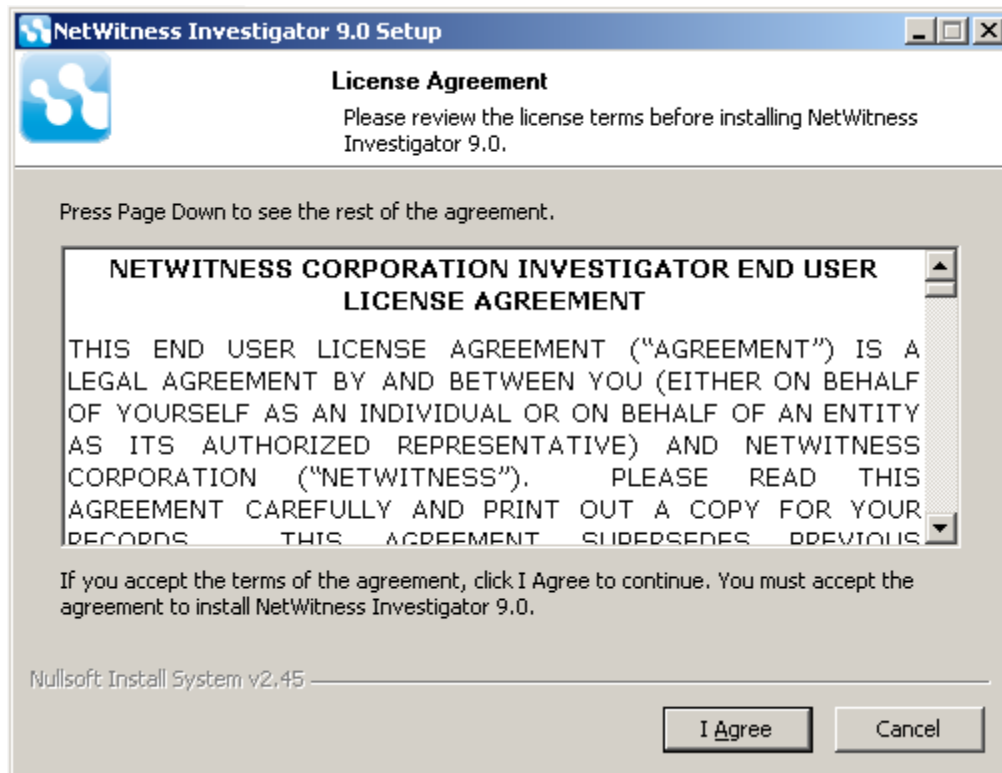 NetWitness Investigator 9.0 Setup
License Agreement
Please review the license terms before installing NetWitness
Investigator 9.0.
Press Page Down to see the rest of the agreement.
NETWITNESS CORPORATION INVESTIGATOR END USER
LICENSE AGREEMENT
THIS END USER LICENSE AGREEMENT (“AGREEMENT”) IS A
LEGAL AGREEMENT BY AND BETWEEN YOU (EITHER ON BEHALF
OF YOURSELF AS AN INDIVIDUAL OR ON BEHALF OF AN ENTITY
AS ITS AUTHORIZED REPRESENTATIVE) AND NETWITNESS
CORPORATION (“NETWITNESS”). PLEASE READ THIS
AGREEMENT CAREFULLY AND PRINT OUT A COPY FOR YOUR
RECORDS THIS AGREEMENT SUPERSEDES PREVIOUS
If you accept the terms of the agreement, click I Agree to continue. You must accept the
agreement to install NetWitness Investigator 9.0.
Nullsoft Install System v2.45
I Agree
Cancel